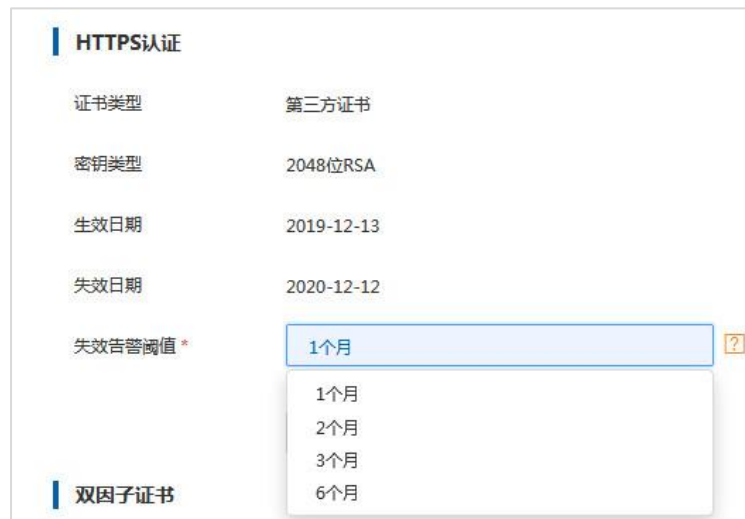 HTTPS认证
证书类型 第三方证书
密钥类型 2048位RSA
生效日期 2019-12-13
失效日期 2020-12-12
失效告警阈值 * 1个月 ?
1个月
2个月
3个月
6个月
双因子证书